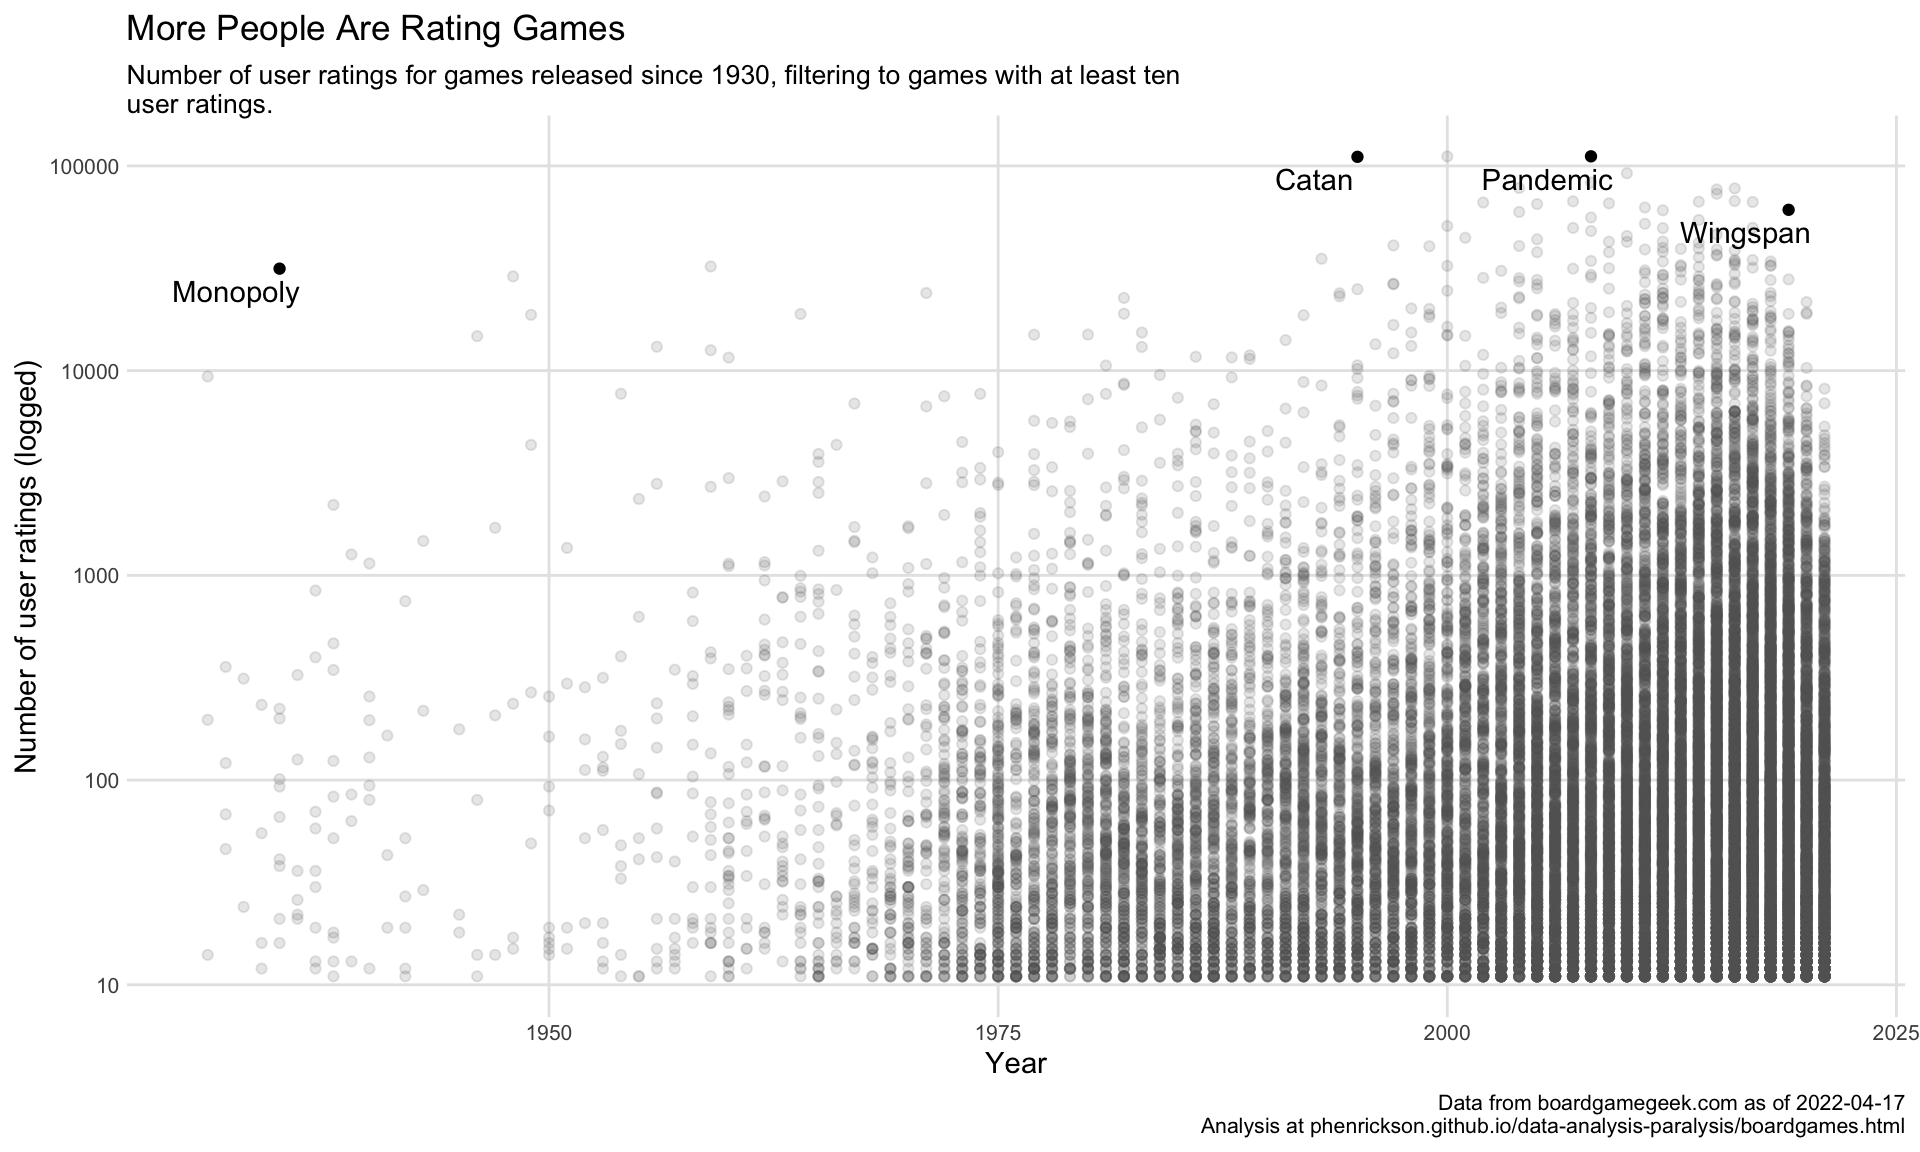 More People Are Rating Games
Number of user ratings for games released since 1930, filtering to games with at least ten
user ratings.
Number of user ratings (logged)
100000
10000
1000
100
10
Catan
Pandemic
Wingspan
Monopoly
1950
1975
2000
2025
Year
Data from boardgamegeek.com as of 2022-04-17
Analysis at phenrickson.github.io/data-analysis-paralysis/boardgames.html